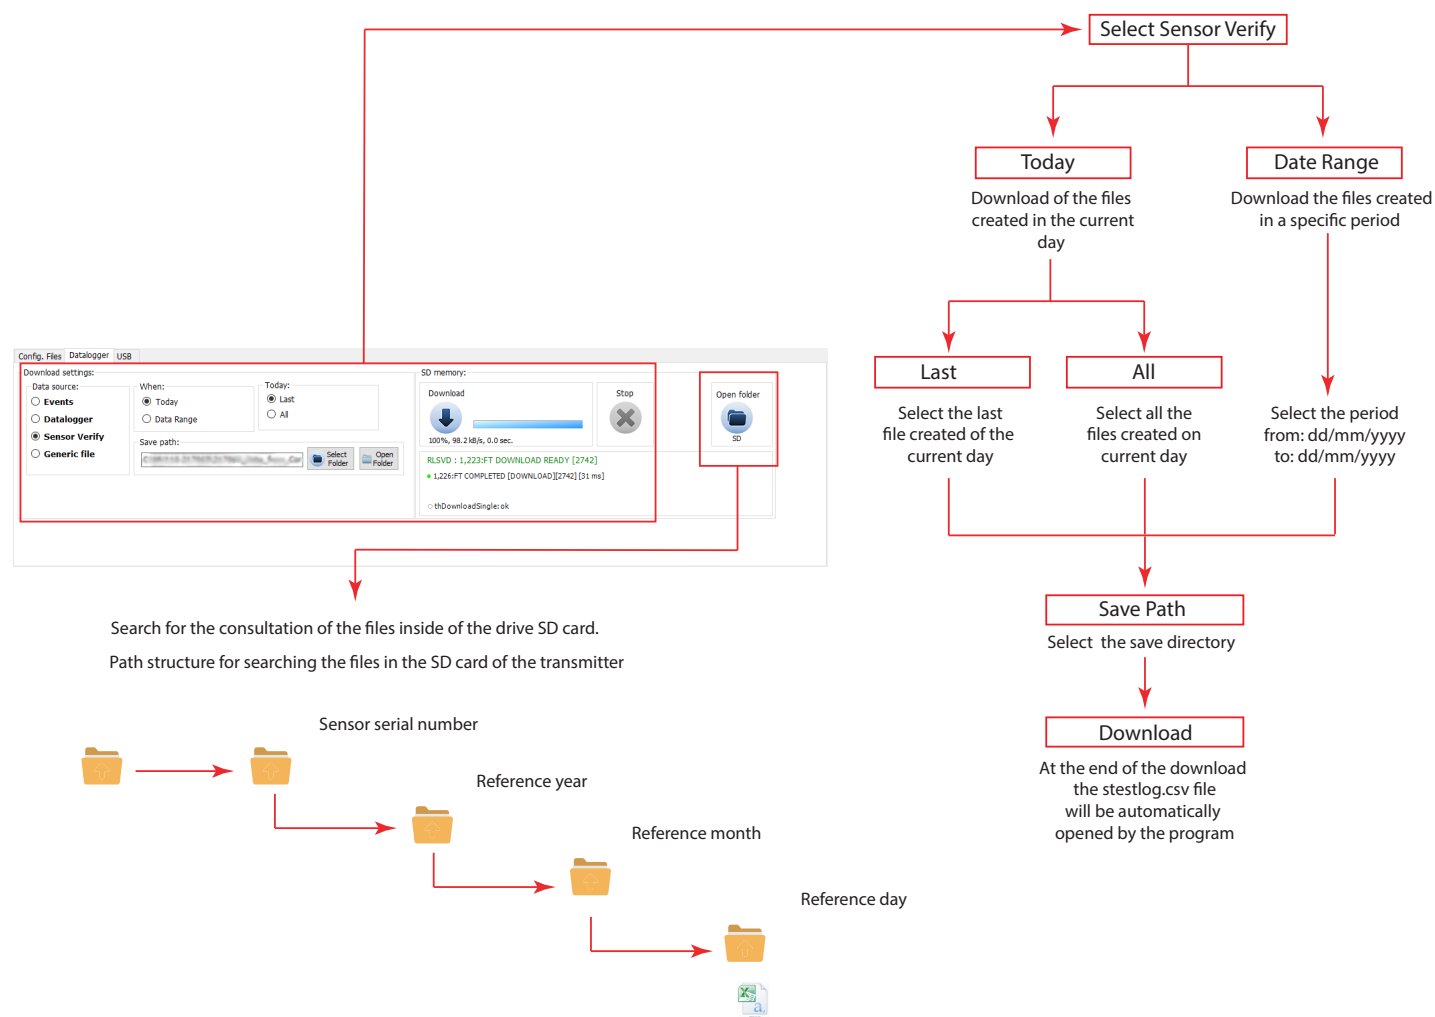 Select Sensor Verify
Today
Date Range
Download of the files
created in the current
day
Download the files created
in a specific period
Last
All
Select the last
file created of the
current day
Select all the
files created on
current day
Select the period
from: dd/mm/yyyy
to: dd/mm/yyyy
Save Path
Select the save directory
Download
At the end of the download
the stestlog.csv file
will be automatically
opened by the program
Config. Files Datalogger USB
Download settings:
Data source:
Events
Datalogger
Sensor Verify
Generic file
When:
Today
Data Range
Today:
Last
All
Save path:
Select
Folder
Open
Folder
SD memory:
Download
100%, 98.2 kB/s, 0.0 sec.
Stop
Open folder
SD
RLSVD : 1,223:FT DOWNLOAD READY [2742]
1,226:FT COMPLETED [DOWNLOAD][2742] [31 ms]
thDownloadSingle: ok
Search for the consultation of the files inside of the drive SD card.
Path structure for searching the files in the SD card of the transmitter
Sensor serial number
Reference year
Reference month
Reference day
a.